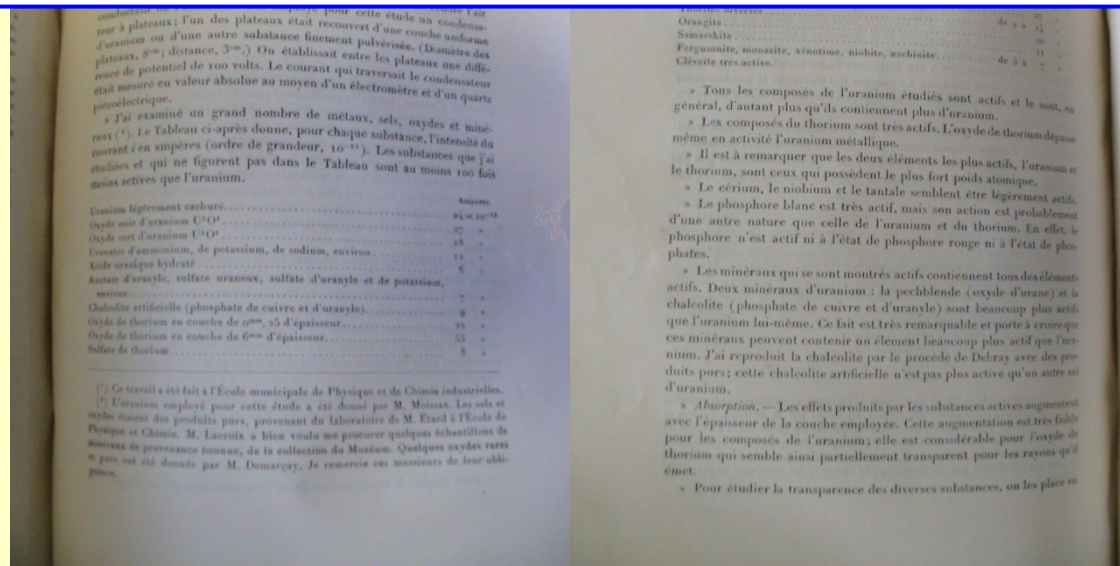 conducteur de
teur à plateaux; l'un des plateaux était recouvert d'une couche uniforme
d'uranium ou d'une autre substance finement pulvérisée. (Diamètre des
plateaux, 8cm; distance, 3cm.) On établissait entre les plateaux une diffé-
rence de potentiel de 100 volts. Le courant qui traversait le condensateur
était mesuré en valeur absolue au moyen d'un électromètre et d'un quartz
piézoélectrique.
» J'ai examiné un grand nombre de métaux, sels, oxydes et miné-
raux (²). Le Tableau ci-après donne, pour chaque substance, l'intensité du
courant i en ampères (ordre de grandeur, 10⁻¹¹). Les substances que j'ai
étudiées et qui ne figurent pas dans le Tableau sont au moins 100 fois
moins actives que l'uranium.
Ampères.
Uranium légèrement carburé 24 × 10⁻¹²
Oxyde noir d'uranium U²O⁵ 27 »
Oxyde vert d'uranium U³O⁸ 18 »
Uranates d'ammonium, de potassium, de sodium, environ 12 »
Acide uranique hydraté 6 »
Azotate d'uranyle, sulfate uraneux, sulfate d'uranyle et de potassium,
environ 7 »
Chalcolite artificielle (phosphate de cuivre et d'uranyle) 9 »
Oxyde de thorium en couche de 0mm,25 d'épaisseur 22 »
Oxyde de thorium en couche de 6mm d'épaisseur 53 »
Sulfate de thorium 8 »
(¹) Ce travail a été fait à l'École municipale de Physique et de Chimie industrielles.
(²) L'uranium employé pour cette étude a été donné par M. Moissan. Les sels et
oxydes étaient des produits purs, provenant du laboratoire de M. Étard à l'École de
Physique et Chimie. M. Lacroix a bien voulu me procurer quelques échantillons de
minéraux de provenance connue, de la collection du Muséum. Quelques oxydes rares
et purs ont été donnés par M. Demarçay. Je remercie ces messieurs de leur obli-
geance.
Orangite 20 »
Samarskite 11 »
Fergusonite, monazite, xénotime, niobite, æschinite de 3 à 7 »
Clévéite très active.
» Tous les composés de l'uranium étudiés sont actifs et le sont, en
général, d'autant plus qu'ils contiennent plus d'uranium.
» Les composés du thorium sont très actifs. L'oxyde de thorium dépasse
même en activité l'uranium métallique.
» Il est à remarquer que les deux éléments les plus actifs, l'uranium et
le thorium, sont ceux qui possèdent le plus fort poids atomique.
» Le cérium, le niobium et le tantale semblent être légèrement actifs.
» Le phosphore blanc est très actif, mais son action est probablement
d'une autre nature que celle de l'uranium et du thorium. En effet, le
phosphore n'est actif ni à l'état de phosphore rouge ni à l'état de phos-
phates.
» Les minéraux qui se sont montrés actifs contiennent tous des éléments
actifs. Deux minéraux d'uranium : la pechblende (oxyde d'urane) et la
chalcolite (phosphate de cuivre et d'uranyle) sont beaucoup plus actifs
que l'uranium lui-même. Ce fait est très remarquable et porte à croire que
ces minéraux peuvent contenir un élément beaucoup plus actif que l'ura-
nium. J'ai reproduit la chalcolite par le procédé de Debray avec des pro-
duits purs; cette chalcolite artificielle n'est pas plus active qu'un autre sel
d'uranium.
» Absorption. — Les effets produits par les substances actives augmentent
avec l'épaisseur de la couche employée. Cette augmentation est très faible
pour les composés de l'uranium; elle est considérable pour l'oxyde de
thorium qui semble ainsi partiellement transparent pour les rayons qu'il
émet.
» Pour étudier la transparence des diverses substances, on les place en